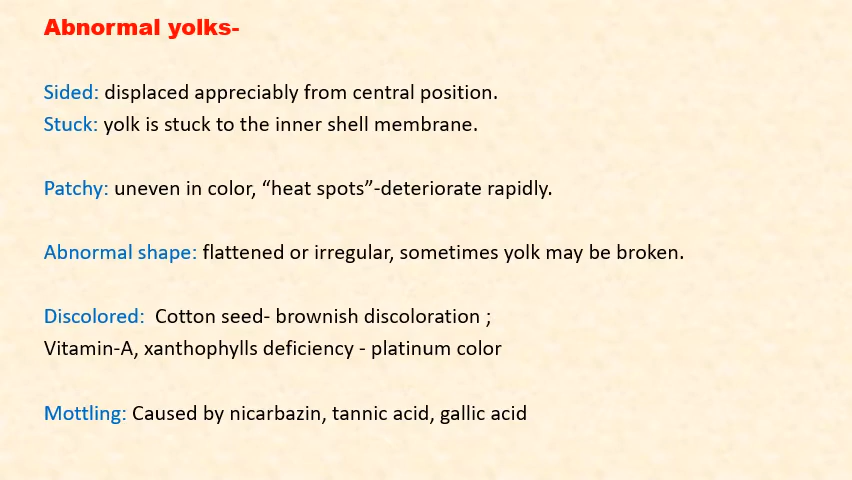 Abnormal yolks-
Sided: displaced appreciably from central position.
Stuck: yolk is stuck to the inner shell membrane.
Patchy: uneven in color, “heat spots”-deteriorate rapidly.
Abnormal shape: flattened or irregular, sometimes yolk may be broken.
Discolored:  Cotton seed- brownish discoloration ;
Vitamin-A, xanthophylls deficiency - platinum color
Mottling: Caused by nicarbazin, tannic acid, gallic acid